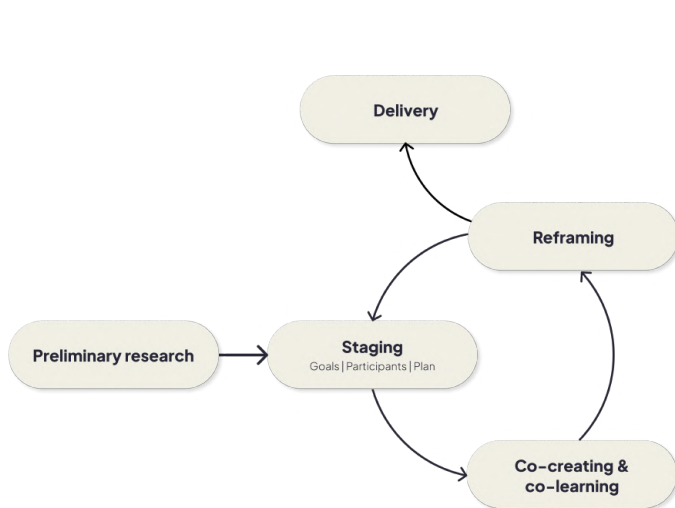 Delivery
Reframing
Preliminary research
Staging
Goals | Participants | Plan
Co-creating &
co-learning